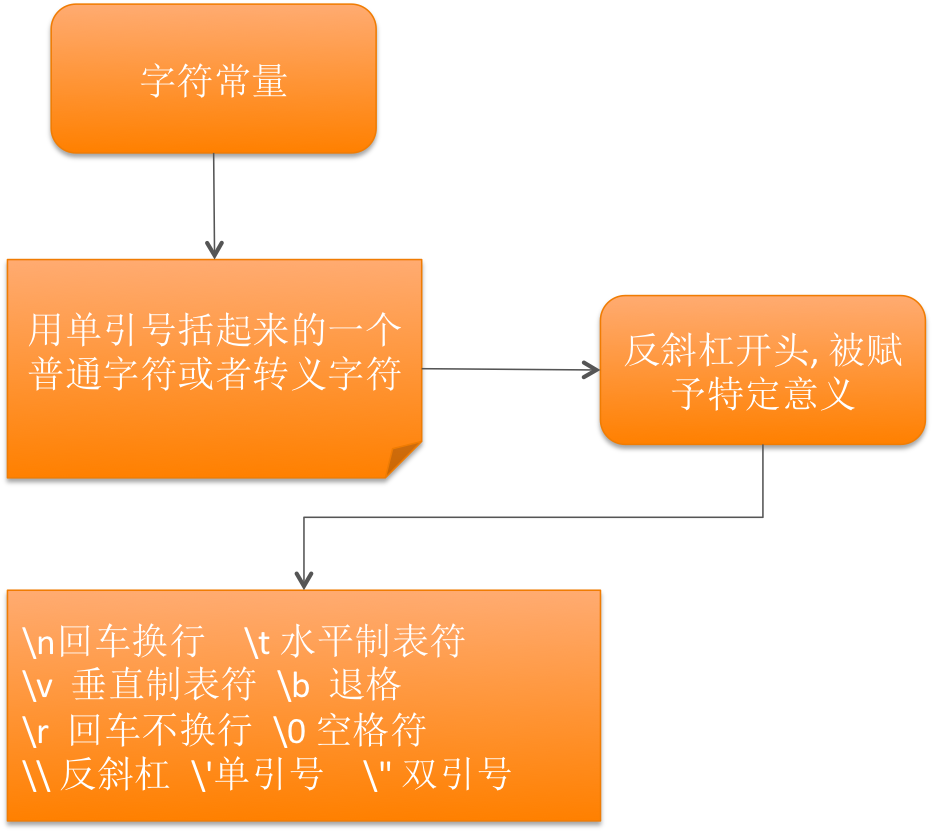 字符常量
用单引号括起来的一个
普通字符或者转义字符
反斜杠开头, 被赋
予特定意义
\n回车换行 \t 水平制表符
\v 垂直制表符 \b 退格
\r 回车不换行 \0 空格符
\\ 反斜杠 \'单引号 \" 双引号